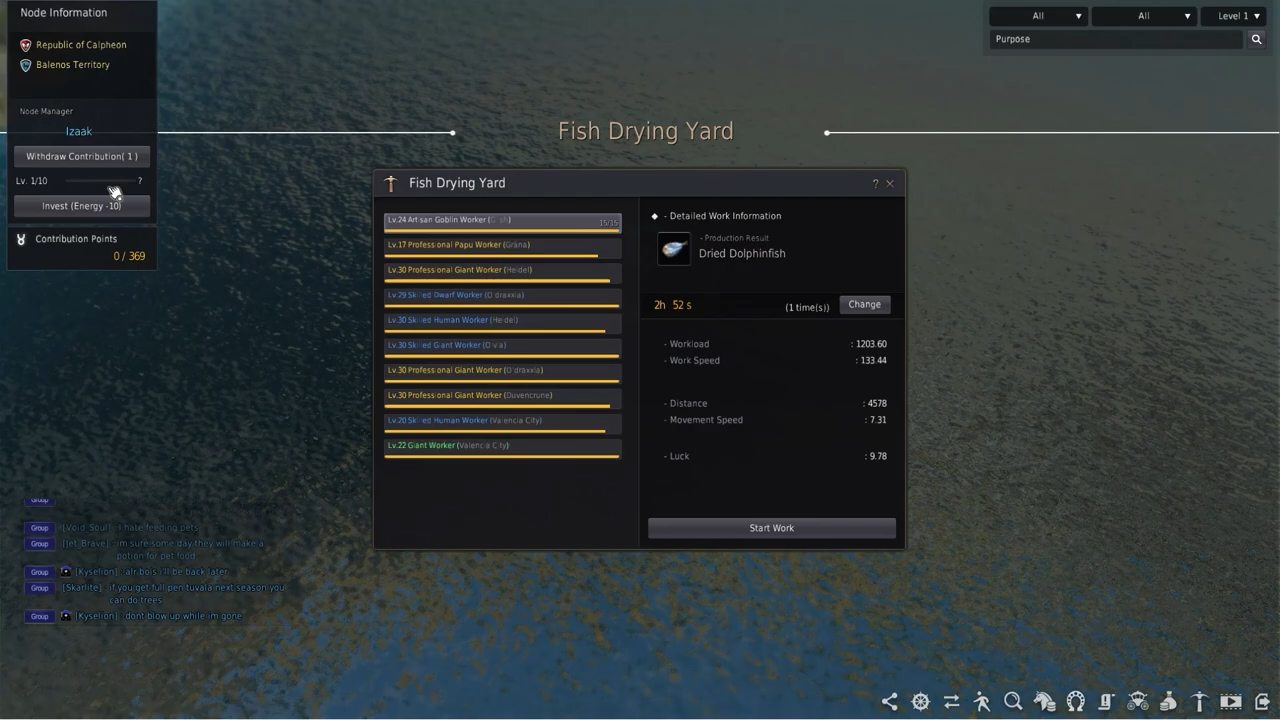 Node Information
Republic of Calpheon
Balenos Territory
Node Manager
Izaak
Withdraw Contribution( 1 )
Lv. 1/10 ?
Invest (Energy -10)
Contribution Points
0 / 369
All All Level 1
Purpose
Fish Drying Yard
Fish Drying Yard ?
Lv.24 Artisan Goblin Worker ( 15/15
Lv.17 Professional Papu Worker (Grána)
Lv.30 Professional Giant Worker (Heidel)
Lv.29 Skilled Dwarf Worker (O'draxxia)
Lv.30 Skilled Human Worker (Heidel)
Lv.30 Skilled Giant Worker (Olvia)
Lv.30 Professional Giant Worker (O'draxxia)
Lv.30 Professional Giant Worker (Duvencrune)
Lv.20 Skilled Human Worker (Valencia City)
Lv.22 Giant Worker (Valencia City)
- Detailed Work Information
- Production Result
Dried Dolphinfish
2h 52 s (1 time(s)) Change
- Workload : 1203.60
- Work Speed : 133.44
- Distance : 4578
- Movement Speed : 7.31
- Luck : 9.78
Start Work
Group
Group [Void_Soul] : I hate feeding pets
Group [Jet_Brave] : im sure some day they will make a
potion for pet food
Group [Kyselion] : alr bois i'll be back later
Group [Skarlite] : if you get full pen tuvala next season you
can do trees
Group [Kyselion] : dont blow up while im gone